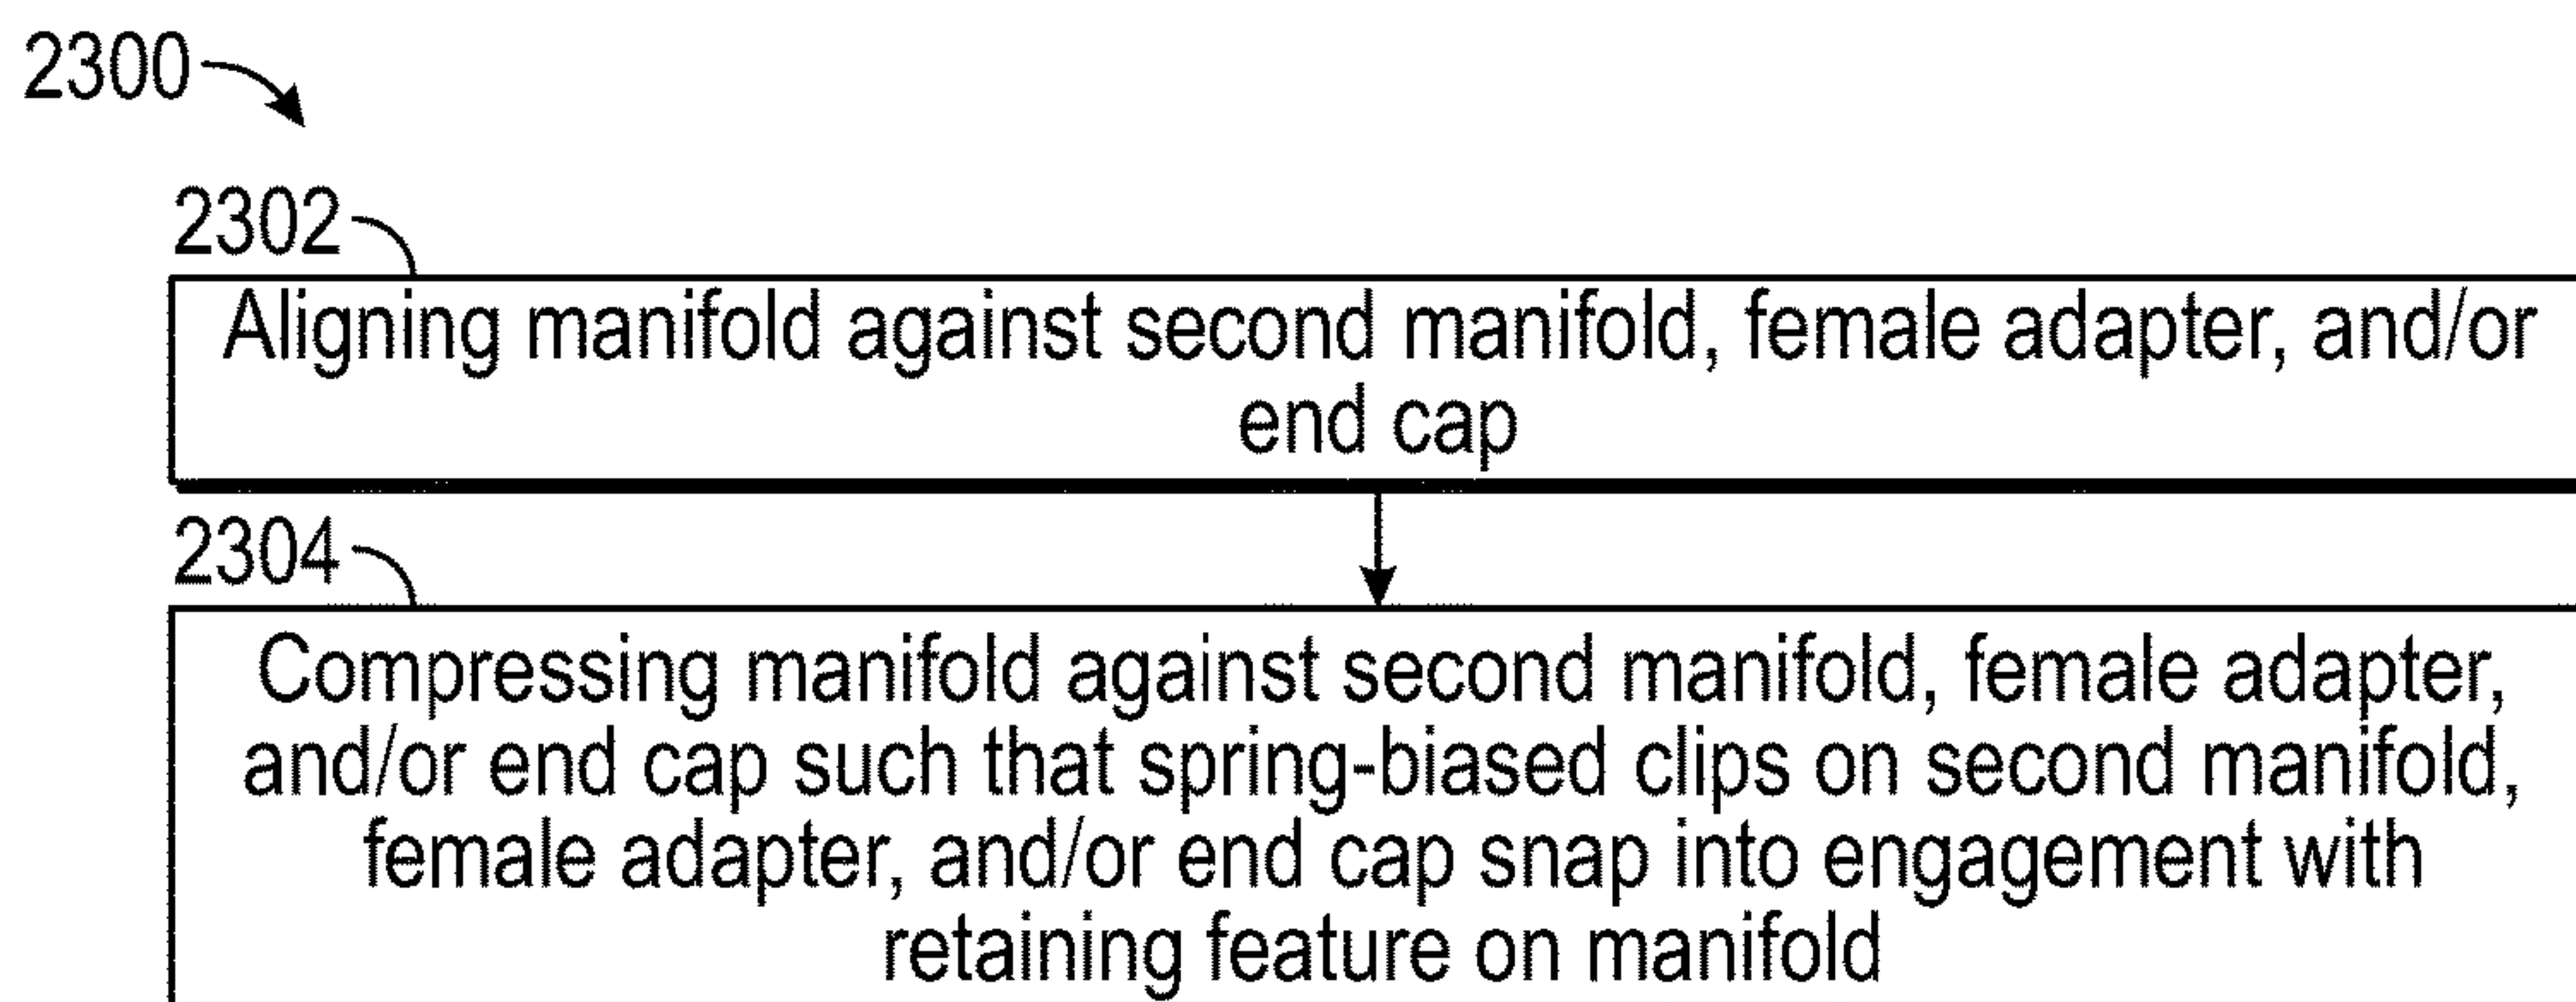 2300
2302
Aligning manifold against second manifold, female adapter, and/or
end cap
2304
Compressing manifold against second manifold, female adapter,
and/or end cap such that spring-biased clips on second manifold,
female adapter, and/or end cap snap into engagement with
retaining feature on manifold